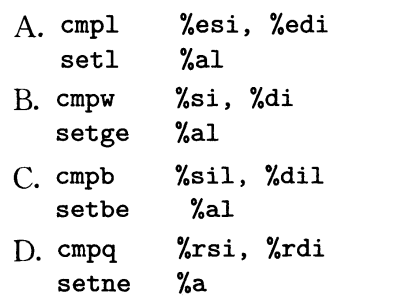 A. cmpl %esi, %edi
setl %al
B. cmpw %si, %di
setge %al
C. cmpb %sil, %dil
setbe %al
D. cmpq %rsi, %rdi
setne %a